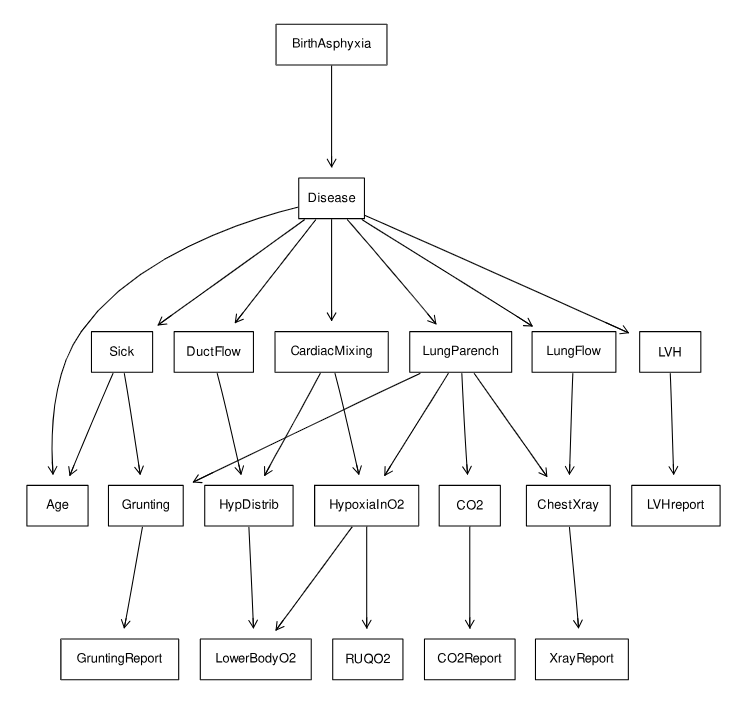 BirthAsphyxia
Disease
Sick
DuctFlow
CardiacMixing
LungParench
LungFlow
LVH
Age
Grunting
HypDistrib
HypoxiaInO2
CO2
ChestXray
LVHreport
GruntingReport
LowerBodyO2
RUQO2
CO2Report
XrayReport